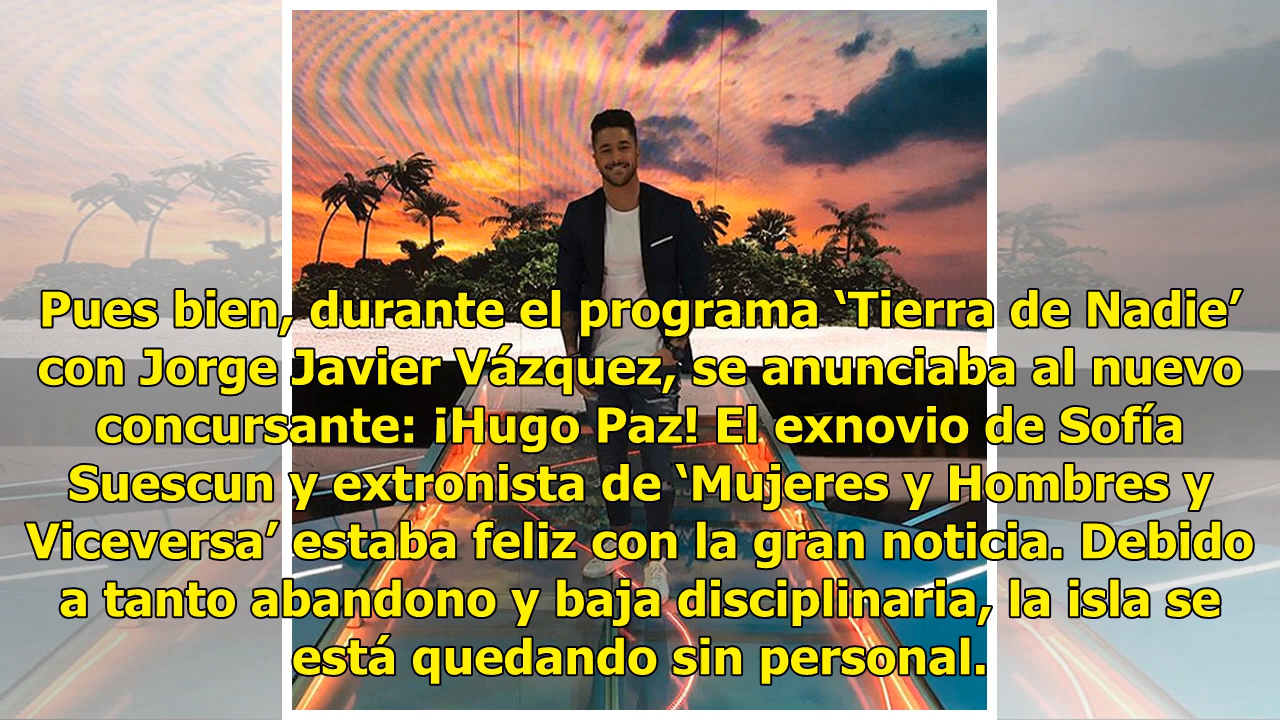 Pues bien, durante el programa ‘Tierra de Nadie’
con Jorge Javier Vázquez, se anunciaba al nuevo
concursante: ¡Hugo Paz! El exnovio de Sofía
Suescun y extronista de ‘Mujeres y Hombres y
Viceversa’ estaba feliz con la gran noticia. Debido
a tanto abandono y baja disciplinaria, la isla se
está quedando sin personal.